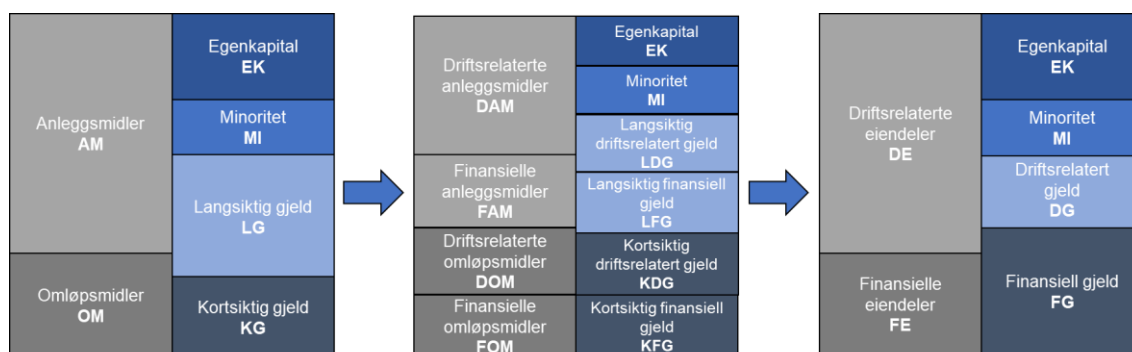 Anleggsmidler
AM
Omløpsmidler
OM
Egenkapital
EK
Minoritet
MI
Langsiktig gjeld
LG
Kortsiktig gjeld
KG
Driftsrelaterte
anleggsmidler
DAM
Finansielle
anleggsmidler
FAM
Driftsrelaterte
omløpsmidler
DOM
Finansielle
omløpsmidler
FOM
Egenkapital
EK
Minoritet
MI
Langsiktig
driftsrelatert gjeld
LDG
Langsiktig finansiell
gjeld
LFG
Kortsiktig
driftsrelatert gjeld
KDG
Kortsiktig finansiell
gjeld
KFG
Driftsrelaterte
eiendeler
DE
Finansielle
eiendeler
FE
Egenkapital
EK
Minoritet
MI
Driftsrelatert
gjeld
DG
Finansiell gjeld
FG